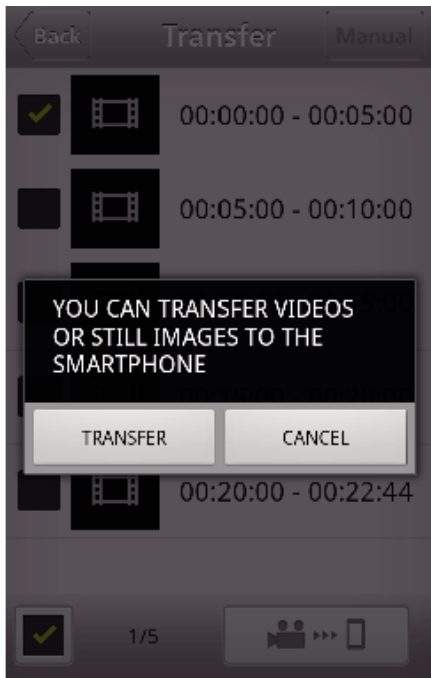 Back
Transfer
Manual
00:00:00 - 00:05:00
00:05:00 - 00:10:00
YOU CAN TRANSFER VIDEOS
OR STILL IMAGES TO THE
SMARTPHONE
TRANSFER
CANCEL
00:20:00 - 00:22:44
1/5